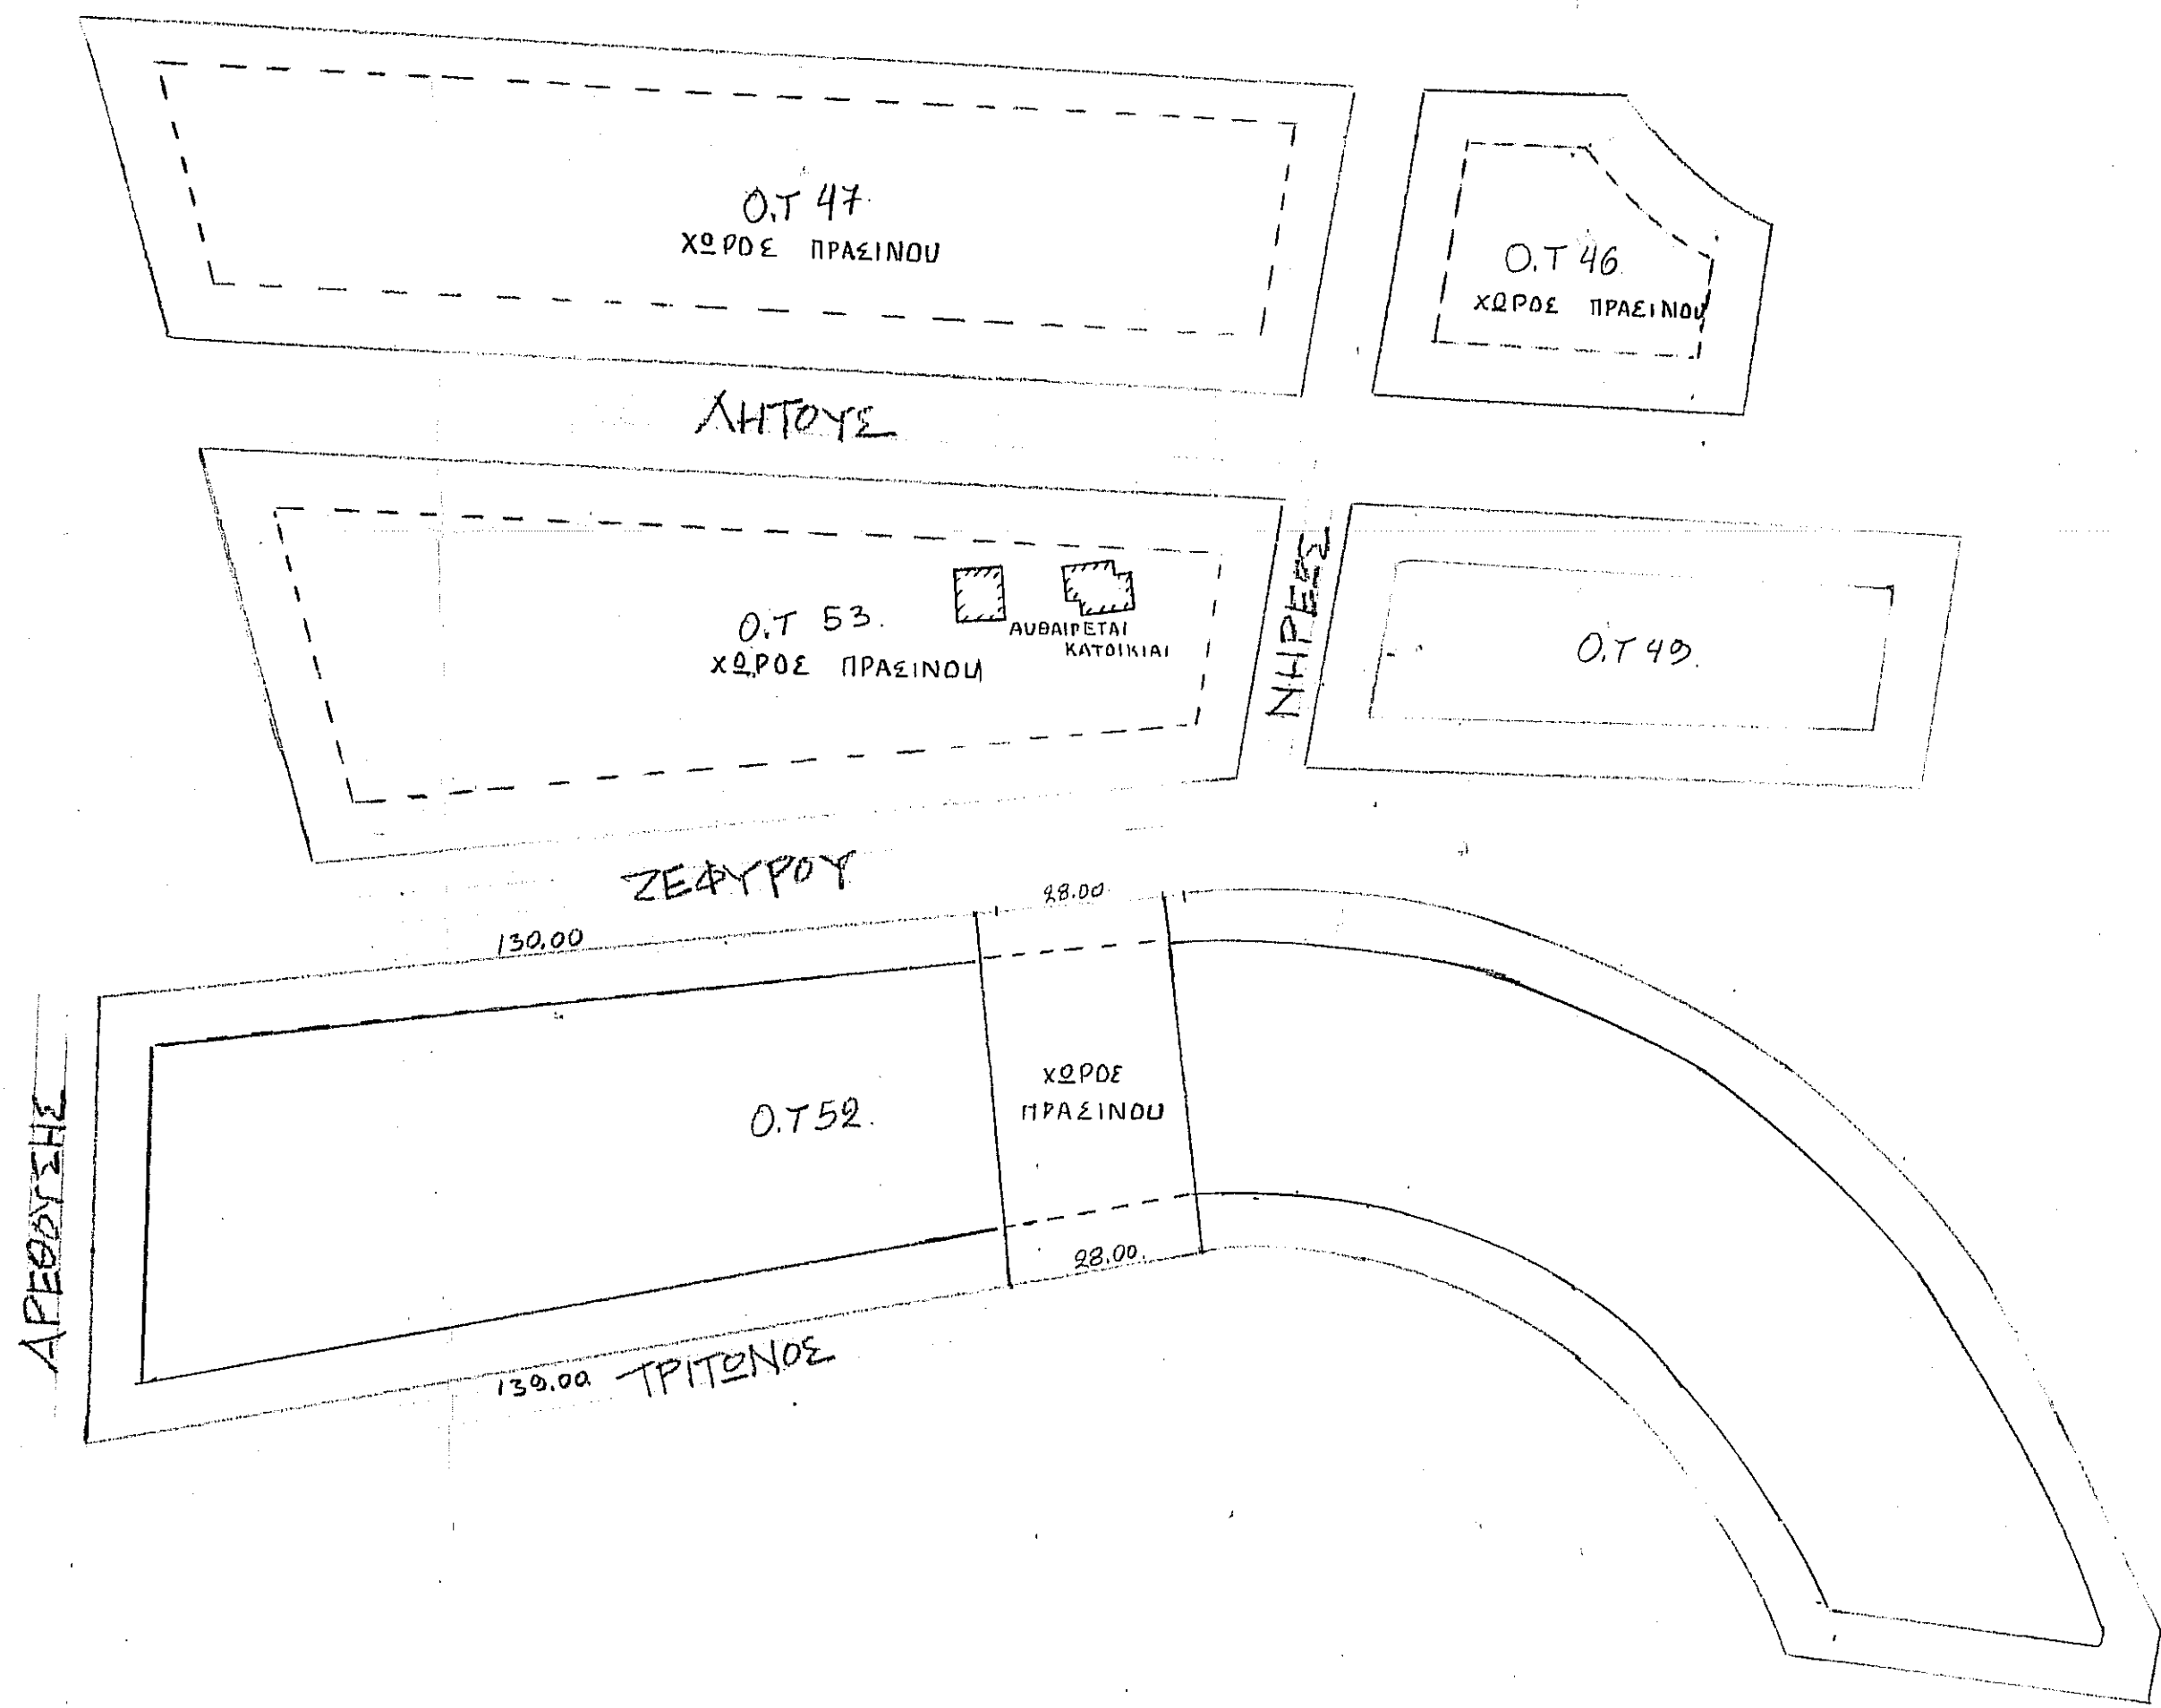 Ο.Τ 47.
ΧΩΡΟΣ ΠΡΑΣΙΝΟΥ
Ο.Τ 46.
ΧΩΡΟΣ ΠΡΑΣΙΝΟΥ
ΛΗΤΟΥΣ
Ο.Τ 53.
ΧΩΡΟΣ ΠΡΑΣΙΝΟΥ
ΑΥΘΑΙΡΕΤΑΙ
ΚΑΤΟΙΚΙΑΙ
ΝΗΡΕΩΣ
Ο.Τ 49.
ΖΕΦΥΡΟΥ
130.00
28.00
ΑΡΕΘΟΥΣΗΣ
Ο.Τ 52.
ΧΩΡΟΣ
ΠΡΑΣΙΝΟΥ
28.00.
139.00
ΤΡΙΤΩΝΟΣ